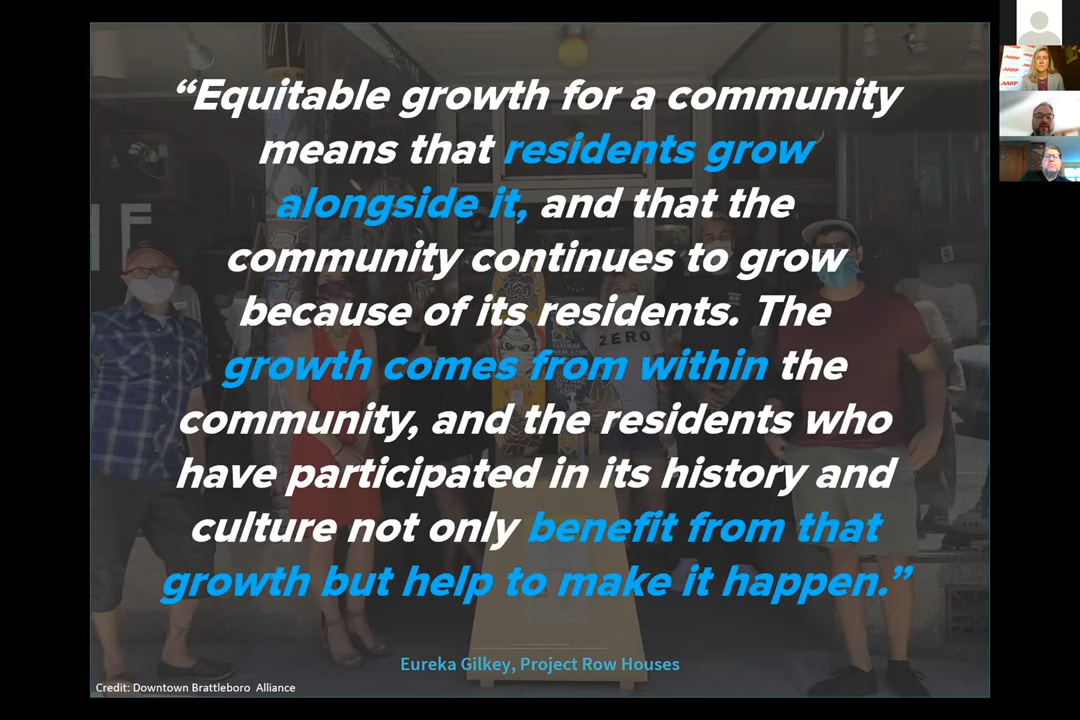 “Equitable growth for a community
means that residents grow
alongside it, and that the
community continues to grow
because of its residents. The
growth comes from within the
community, and the residents who
have participated in its history and
culture not only benefit from that
growth but help to make it happen.”
Eureka Gilkey, Project Row Houses
Credit: Downtown Brattleboro Alliance
ZERO
AARP
AARP